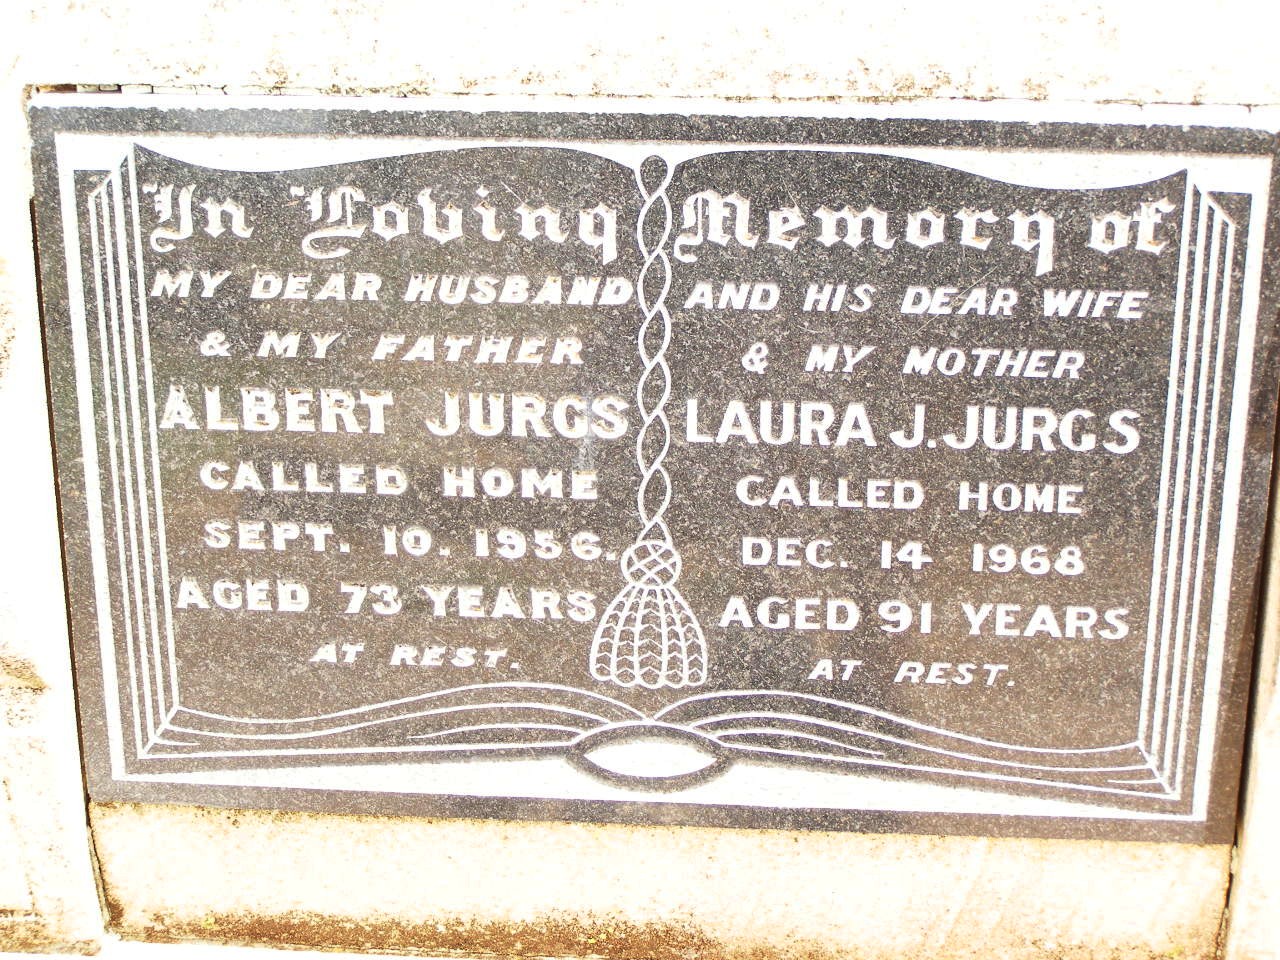 In Loving
MY DEAR HUSBAND
& MY FATHER
ALBERT JURGS
CALLED HOME
SEPT. 10. 1956.
AGED 73 YEARS
AT REST.
Memory of
AND HIS DEAR WIFE
& MY MOTHER
LAURA J. JURGS
CALLED HOME
DEC. 14 1968
AGED 91 YEARS
AT REST.